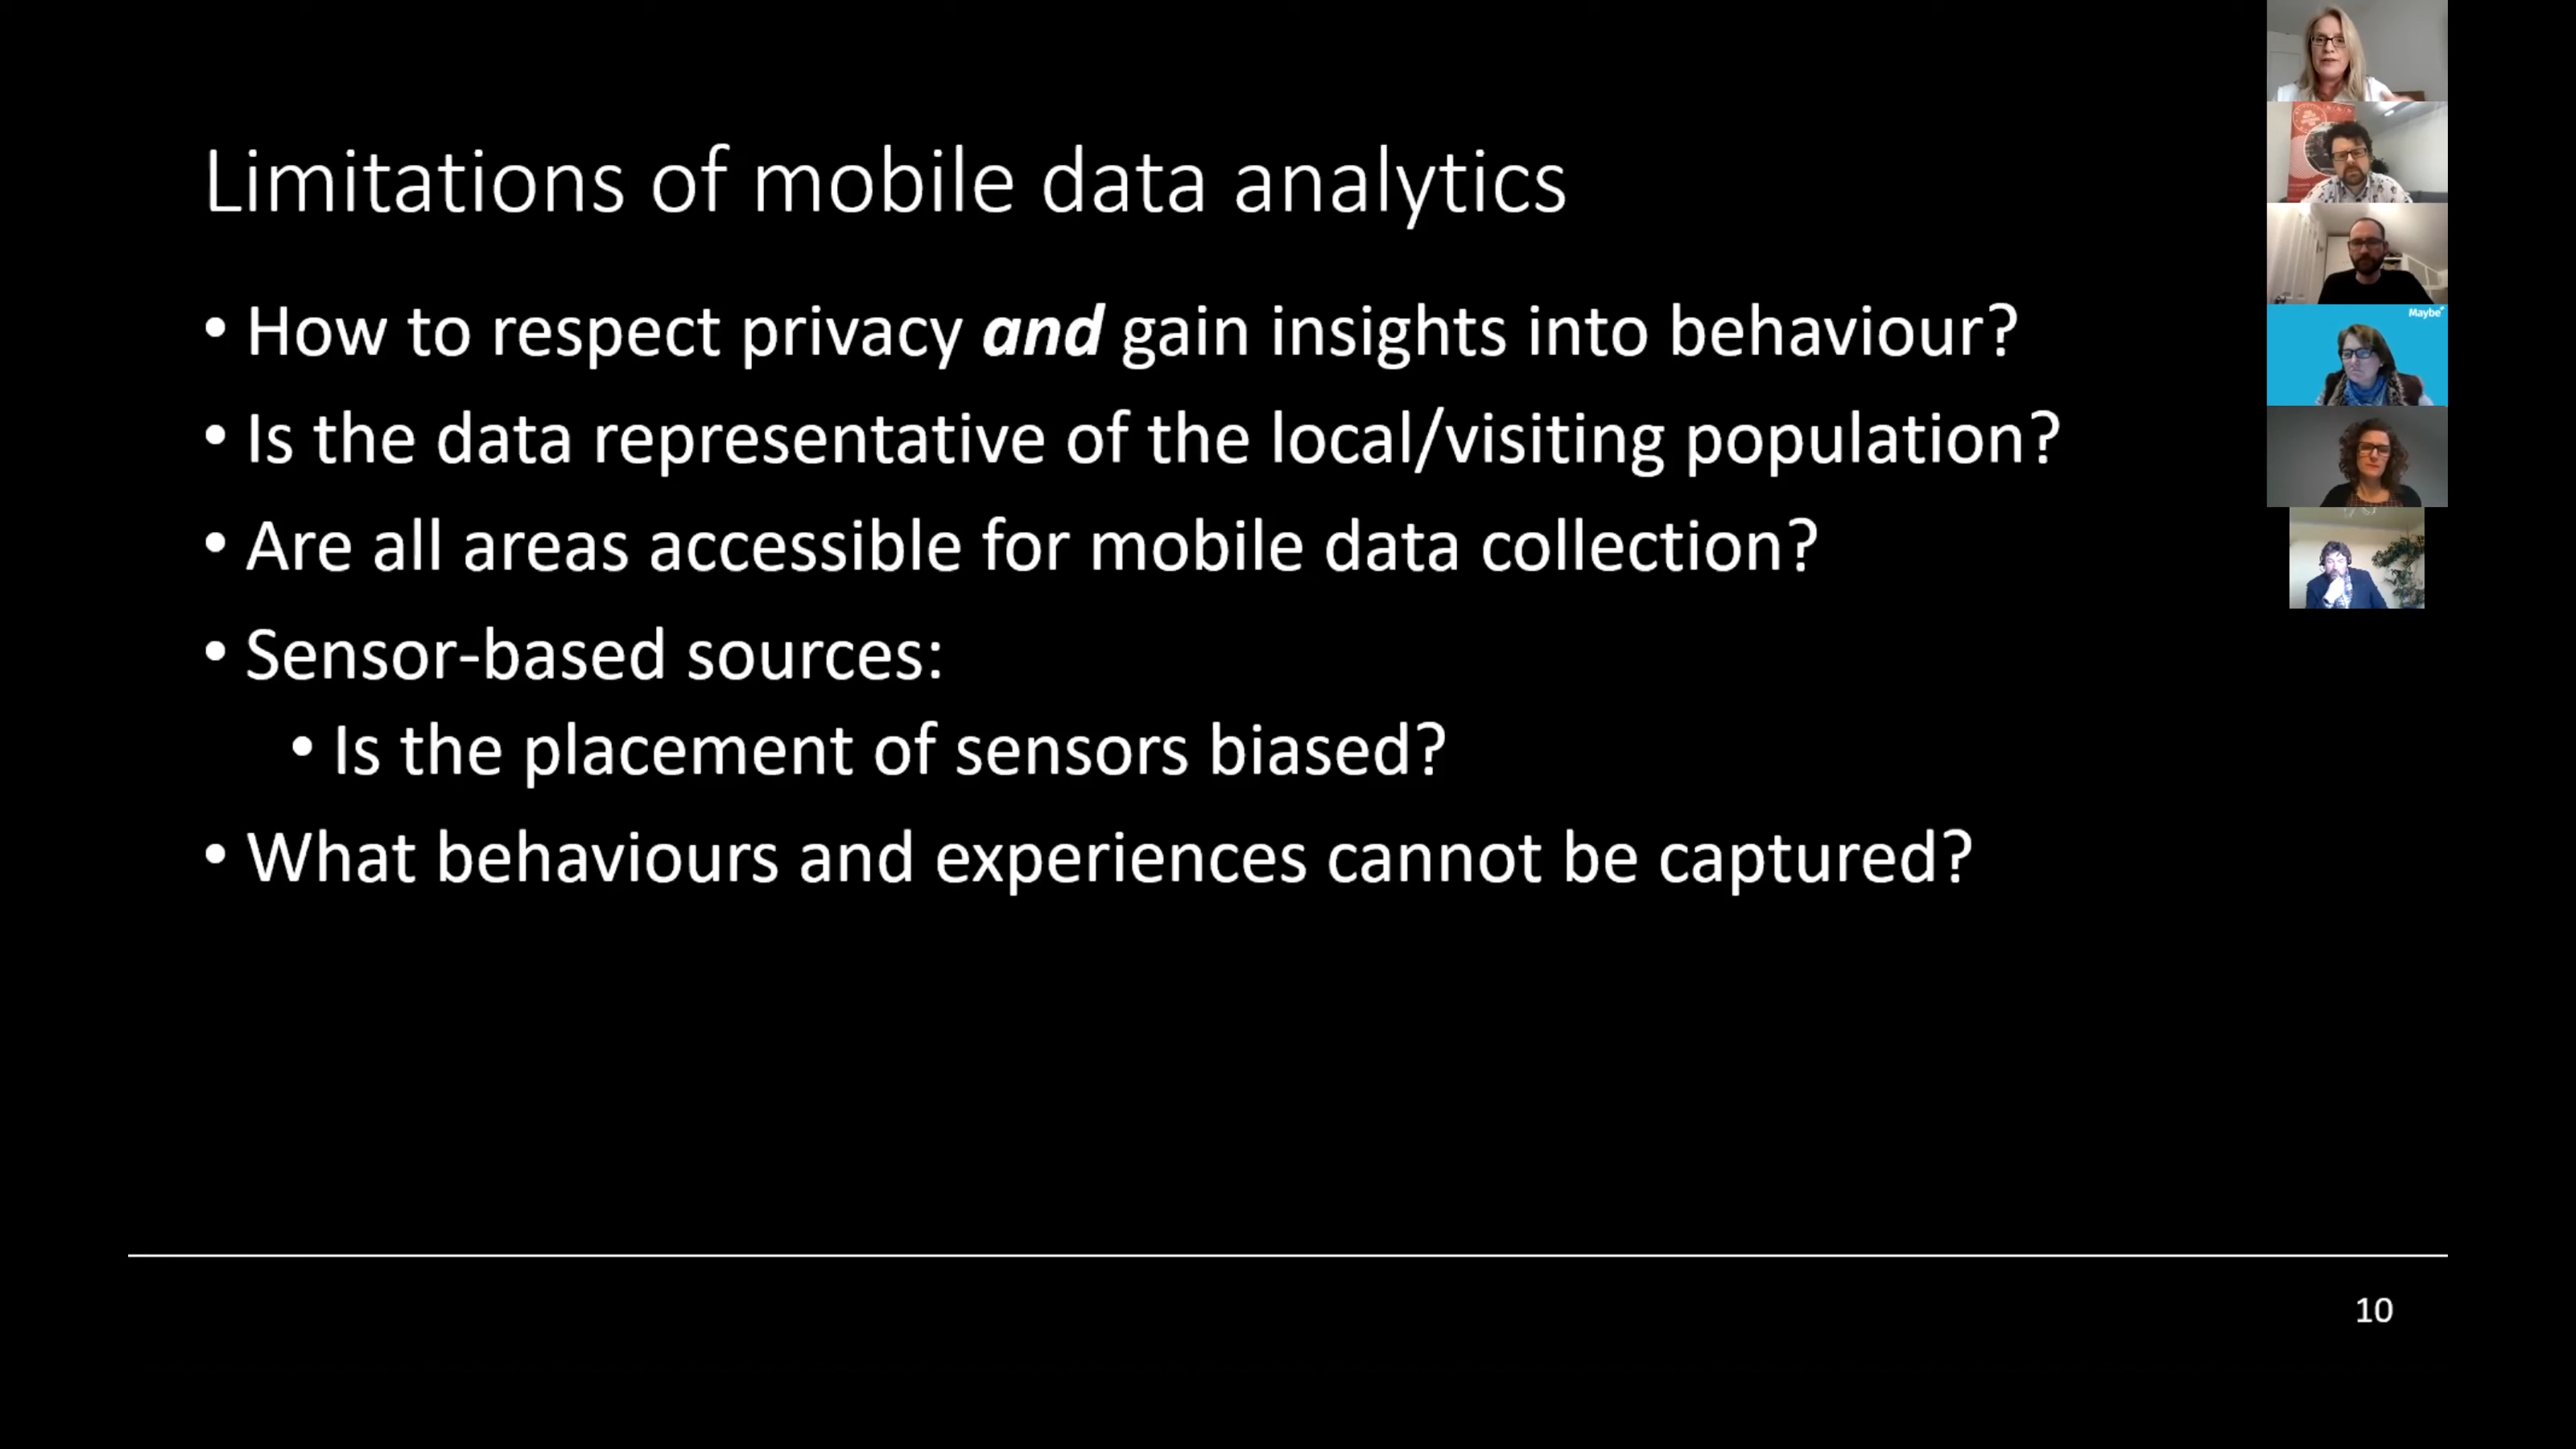 Limitations of mobile data analytics
• How to respect privacy and gain insights into behaviour?
• Is the data representative of the local/visiting population?
• Are all areas accessible for mobile data collection?
• Sensor-based sources:
• Is the placement of sensors biased?
• What behaviours and experiences cannot be captured?
10
Maybe*